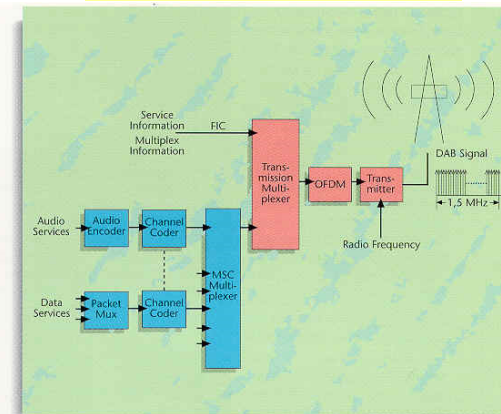 Service
Information
Multiplex
Information
FIC
Trans-
mission
Multi-
plexer
OFDM
Trans-
mitter
DAB Signal
1,5 MHz
Radio Frequency
Audio
Services
Audio
Encoder
Channel
Coder
MSC
Multi-
plexer
Data
Services
Packet
Mux
Channel
Coder